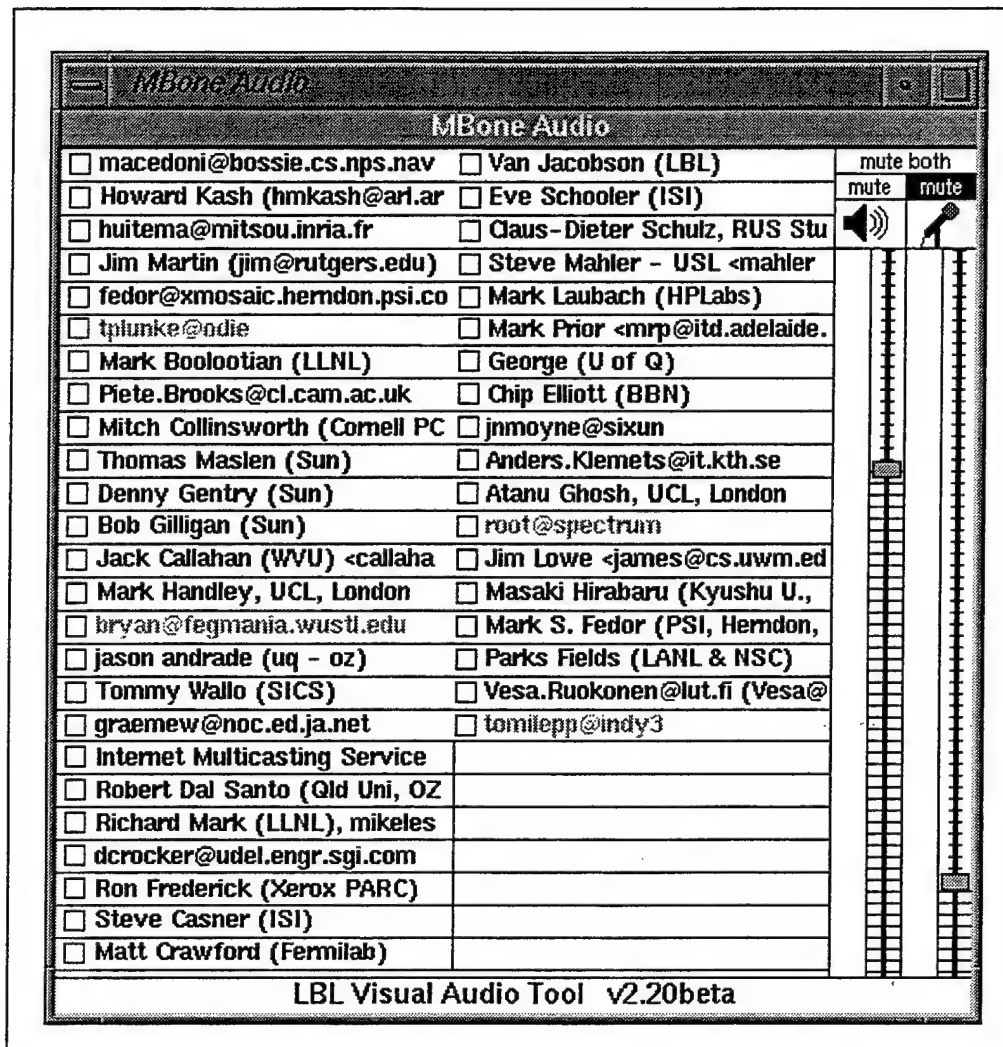 MBone Audio
MBone Audio
macedoni@bossie.cs.nps.nav
Howard Kash (hmkash@arl.ar
huitema@mitsou.inria.fr
Jim Martin (jim@rutgers.edu)
fedor@xmosaic.herndon.psi.co
tplunke@odie
Mark Boolootian (LLNL)
Piete.Brooks@cl.cam.ac.uk
Mitch Collinsworth (Cornell PC
Thomas Maslen (Sun)
Denny Gentry (Sun)
Bob Gilligan (Sun)
Jack Callahan (WVU) <callaha
Mark Handley, UCL, London
bryan@fegmania.wustl.edu
jason andrade (uq - oz)
Tommy Wallo (SICS)
graemew@noc.ed.ja.net
Internet Multicasting Service
Robert Dal Santo (Qld Uni, OZ
Richard Mark (LLNL), mikeles
dcrocker@udel.engr.sgi.com
Ron Frederick (Xerox PARC)
Steve Casner (ISI)
Matt Crawford (Fermilab)
Van Jacobson (LBL)
Eve Schooler (ISI)
Claus-Dieter Schulz, RUS Stu
Steve Mahler - USL <mahler
Mark Laubach (HPLabs)
Mark Prior <mrp@itd.adelaide.
George (U of Q)
Chip Elliott (BBN)
jnmoyne@sixun
Anders.Klemets@it.kth.se
Atanu Ghosh, UCL, London
root@spectrum
Jim Lowe <james@cs.uwm.ed
Masaki Hirabaru (Kyushu U.,
Mark S. Fedor (PSI, Herndon,
Parks Fields (LANL & NSC)
Vesa.Ruokonen@lut.fi (Vesa@
tomilepp@indy3
mute both
mute mute
LBL Visual Audio Tool v2.20beta